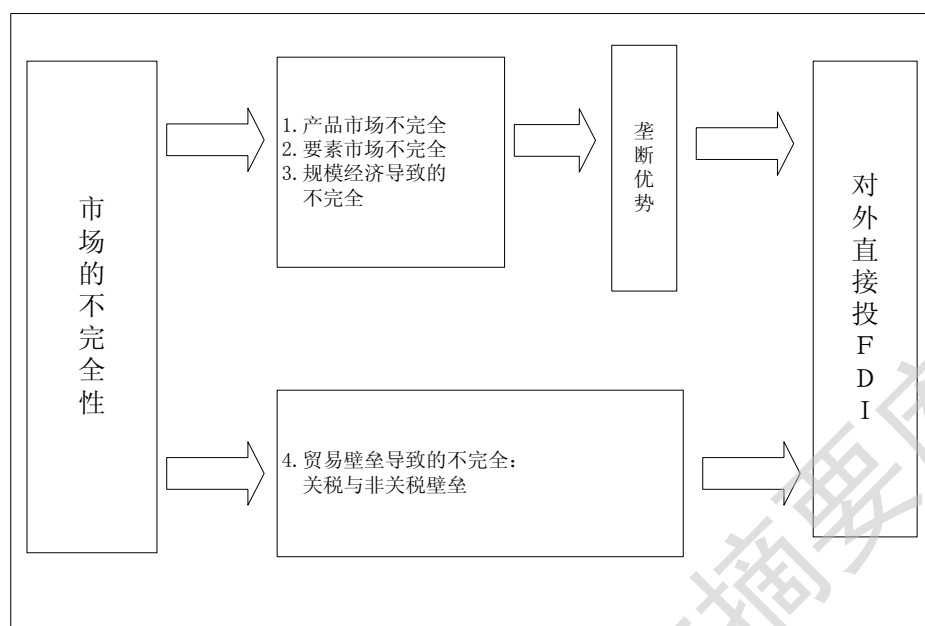 市场的不完全性
1.产品市场不完全
2.要素市场不完全
3.规模经济导致的
不完全
垄断优势
对外直接投FDI
4.贸易壁垒导致的不完全：
关税与非关税壁垒
摘要库